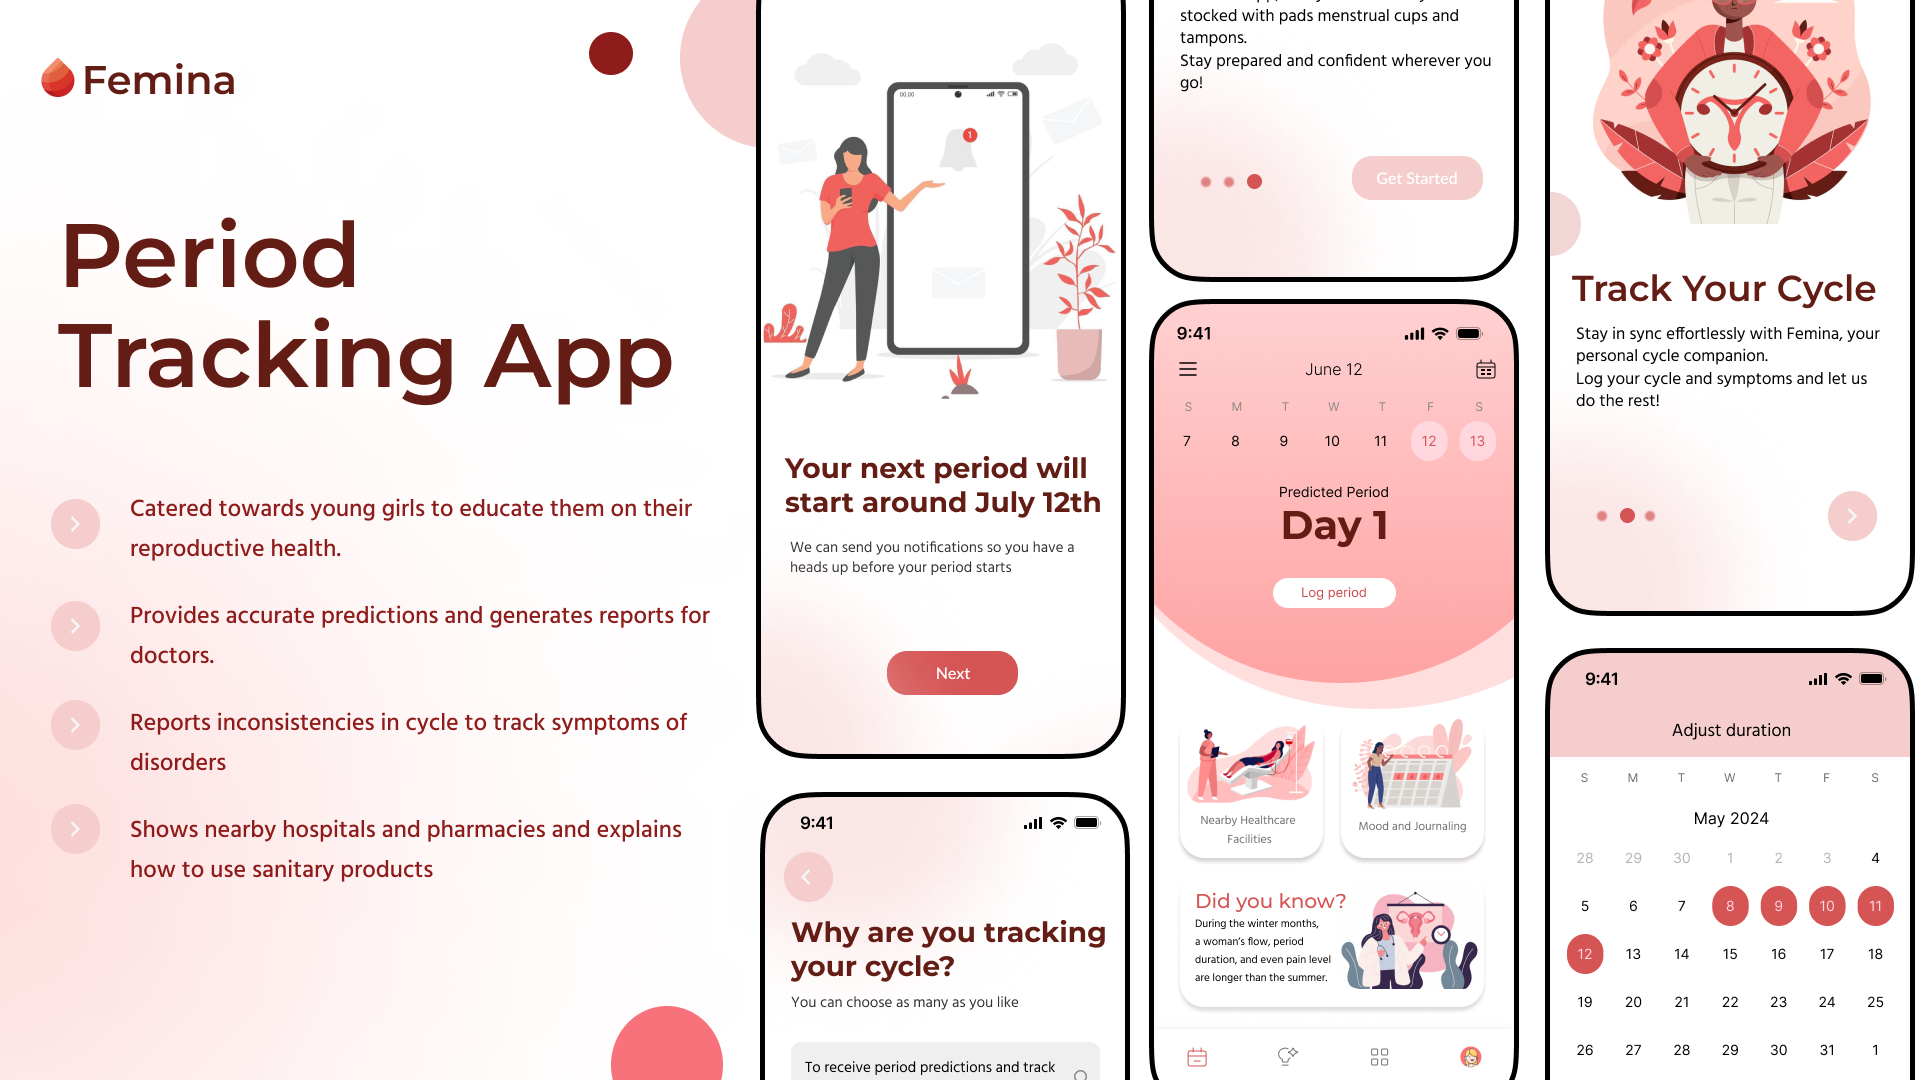 Femina
Period
Tracking App
Catered towards young girls to educate them on their
reproductive health.
Provides accurate predictions and generates reports for
doctors.
Reports inconsistencies in cycle to track symptoms of
disorders
Shows nearby hospitals and pharmacies and explains
how to use sanitary products
00.00
1
Your next period will
start around July 12th
We can send you notifications so you have a
heads up before your period starts
Next
9:41
Why are you tracking
your cycle?
You can choose as many as you like
To receive period predictions and track
stocked with pads menstrual cups and
tampons.
Stay prepared and confident wherever you
go!
Get Started
9:41
June 12
S M T W T F S
7 8 9 10 11 12 13
Predicted Period
Day 1
Log period
Nearby Healthcare
Facilities
Mood and Journaling
Did you know?
During the winter months,
a woman's flow, period
duration, and even pain level
are longer than the summer.
Track Your Cycle
Stay in sync effortlessly with Femina, your
personal cycle companion.
Log your cycle and symptoms and let us
do the rest!
9:41
Adjust duration
S M T W T F S
May 2024
28 29 30 1 2 3 4
5 6 7 8 9 10 11
12 13 14 15 16 17 18
19 20 21 22 23 24 25
26 27 28 29 30 31 1